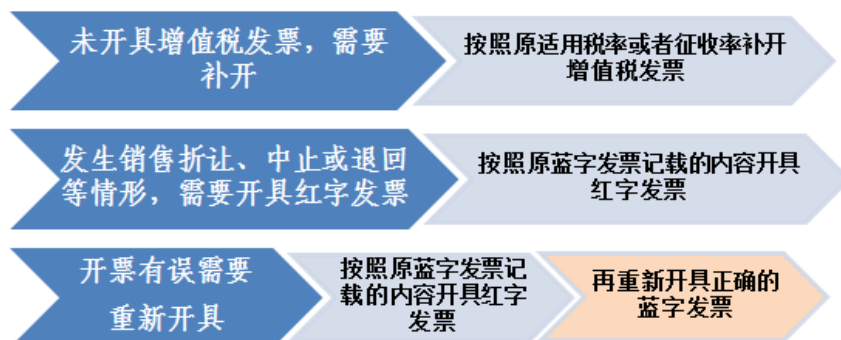 未开具增值税发票，需要
补开
按照原适用税率或者征收率补开
增值税发票
发生销售折让、中止或退回
等情形，需要开具红字发票
按照原蓝字发票记载的内容开具
红字发票
开票有误需要
重新开具
按照原蓝字发票记
载的内容开具红字
发票
再重新开具正确的
蓝字发票